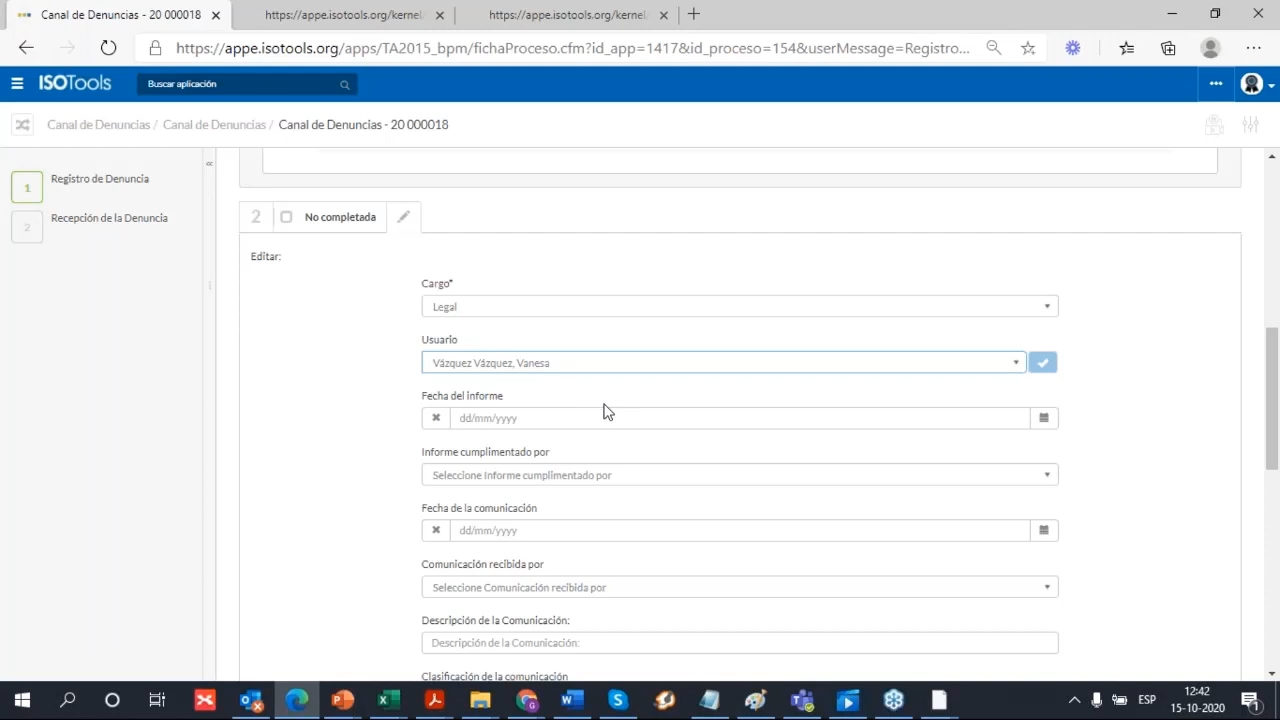 Canal de Denuncias - 20 000018
https://appe.isotools.org/kernel
https://appe.isotools.org/kernel
https://appe.isotools.org/apps/TA2015_bpm/fichaProceso.cfm?id_app=1417&id_proceso=154&userMessage=Registro...
ISOTools
Buscar aplicación
Canal de Denuncias / Canal de Denuncias / Canal de Denuncias - 20 000018
1 Registro de Denuncia
2 Recepción de la Denuncia
2 No completada
Editar:
Cargo*
Legal
Usuario
Vázquez Vázquez, Vanesa
Fecha del informe
dd/mm/yyyy
Informe cumplimentado por
Seleccione Informe cumplimentado por
Fecha de la comunicación
dd/mm/yyyy
Comunicación recibida por
Seleccione Comunicación recibida por
Descripción de la Comunicación:
Descripción de la Comunicación:
Clasificación de la comunicación
ESP
12:42
15-10-2020